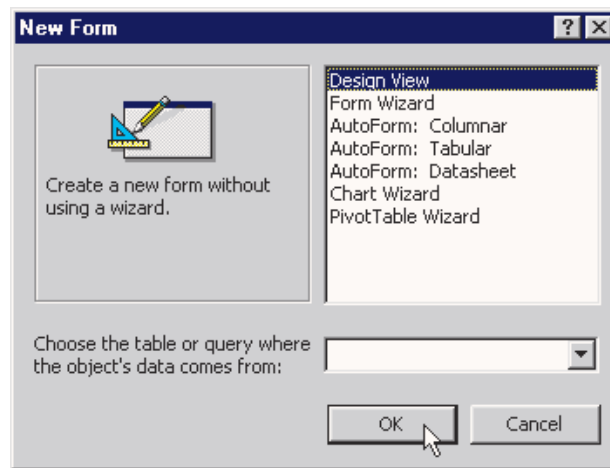 New Form
Design View
Form Wizard
AutoForm: Columnar
AutoForm: Tabular
AutoForm: Datasheet
Chart Wizard
PivotTable Wizard
Create a new form without
using a wizard.
Choose the table or query where
the object's data comes from:
OK
Cancel